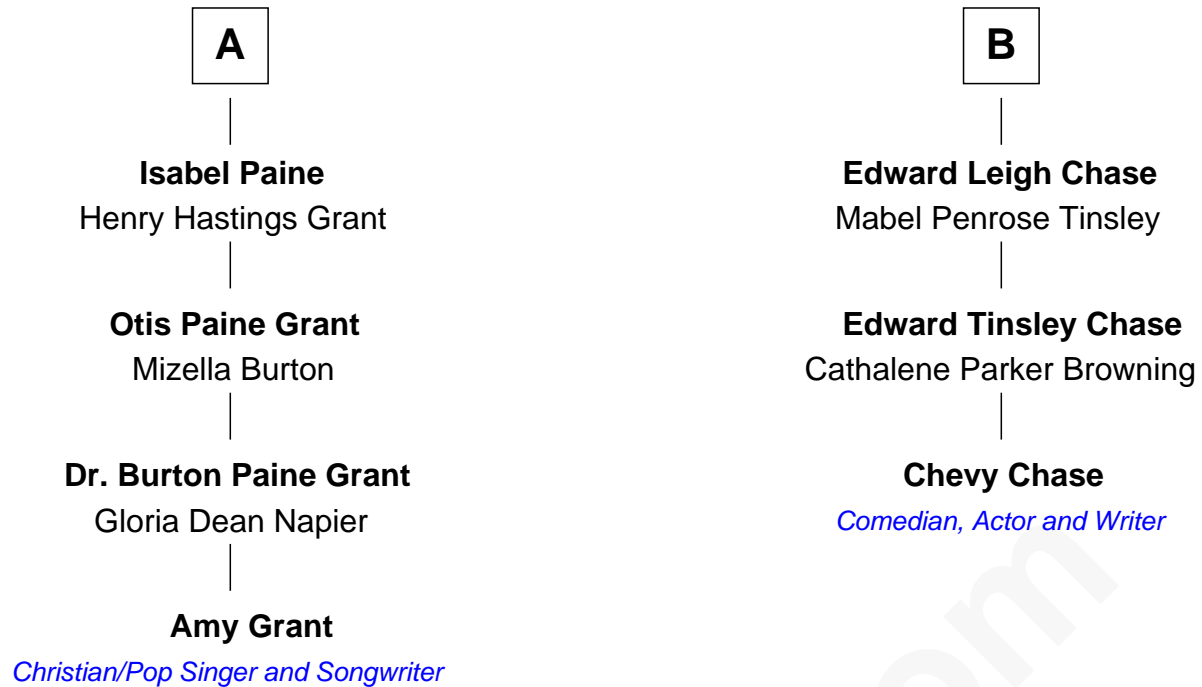 A
Isabel Paine
Henry Hastings Grant
Otis Paine Grant
Mizella Burton
Dr. Burton Paine Grant
Gloria Dean Napier
Amy Grant
Christian/Pop Singer and Songwriter
B
Edward Leigh Chase
Mabel Penrose Tinsley
Edward Tinsley Chase
Cathalene Parker Browning
Chevy Chase
Comedian, Actor and Writer
om